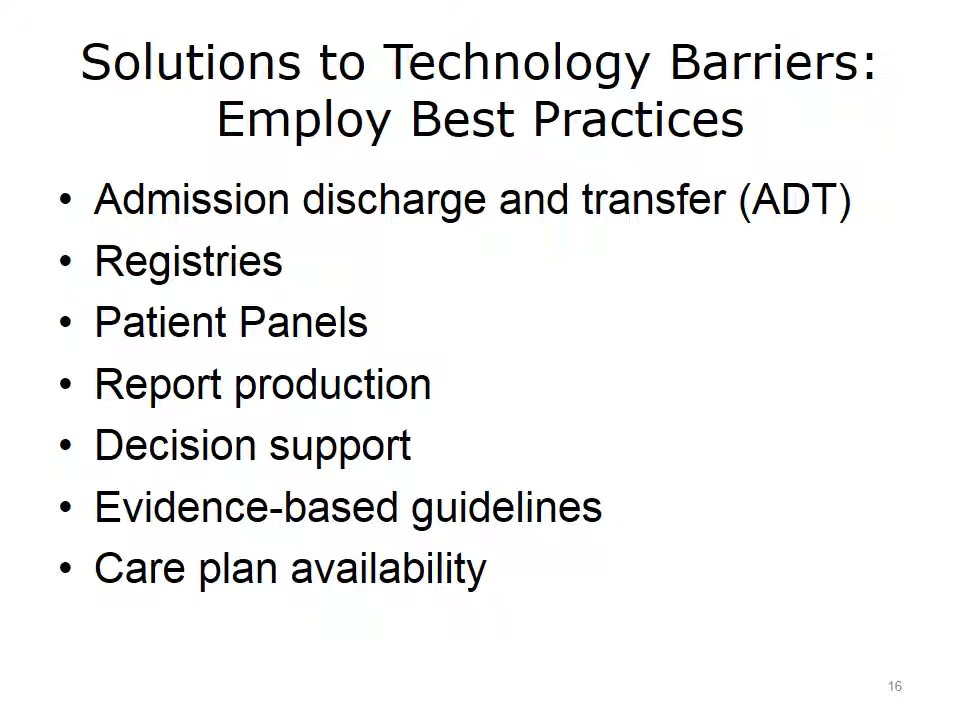 Solutions to Technology Barriers:
Employ Best Practices
• Admission discharge and transfer (ADT)
• Registries
• Patient Panels
• Report production
• Decision support
• Evidence-based guidelines
• Care plan availability
16